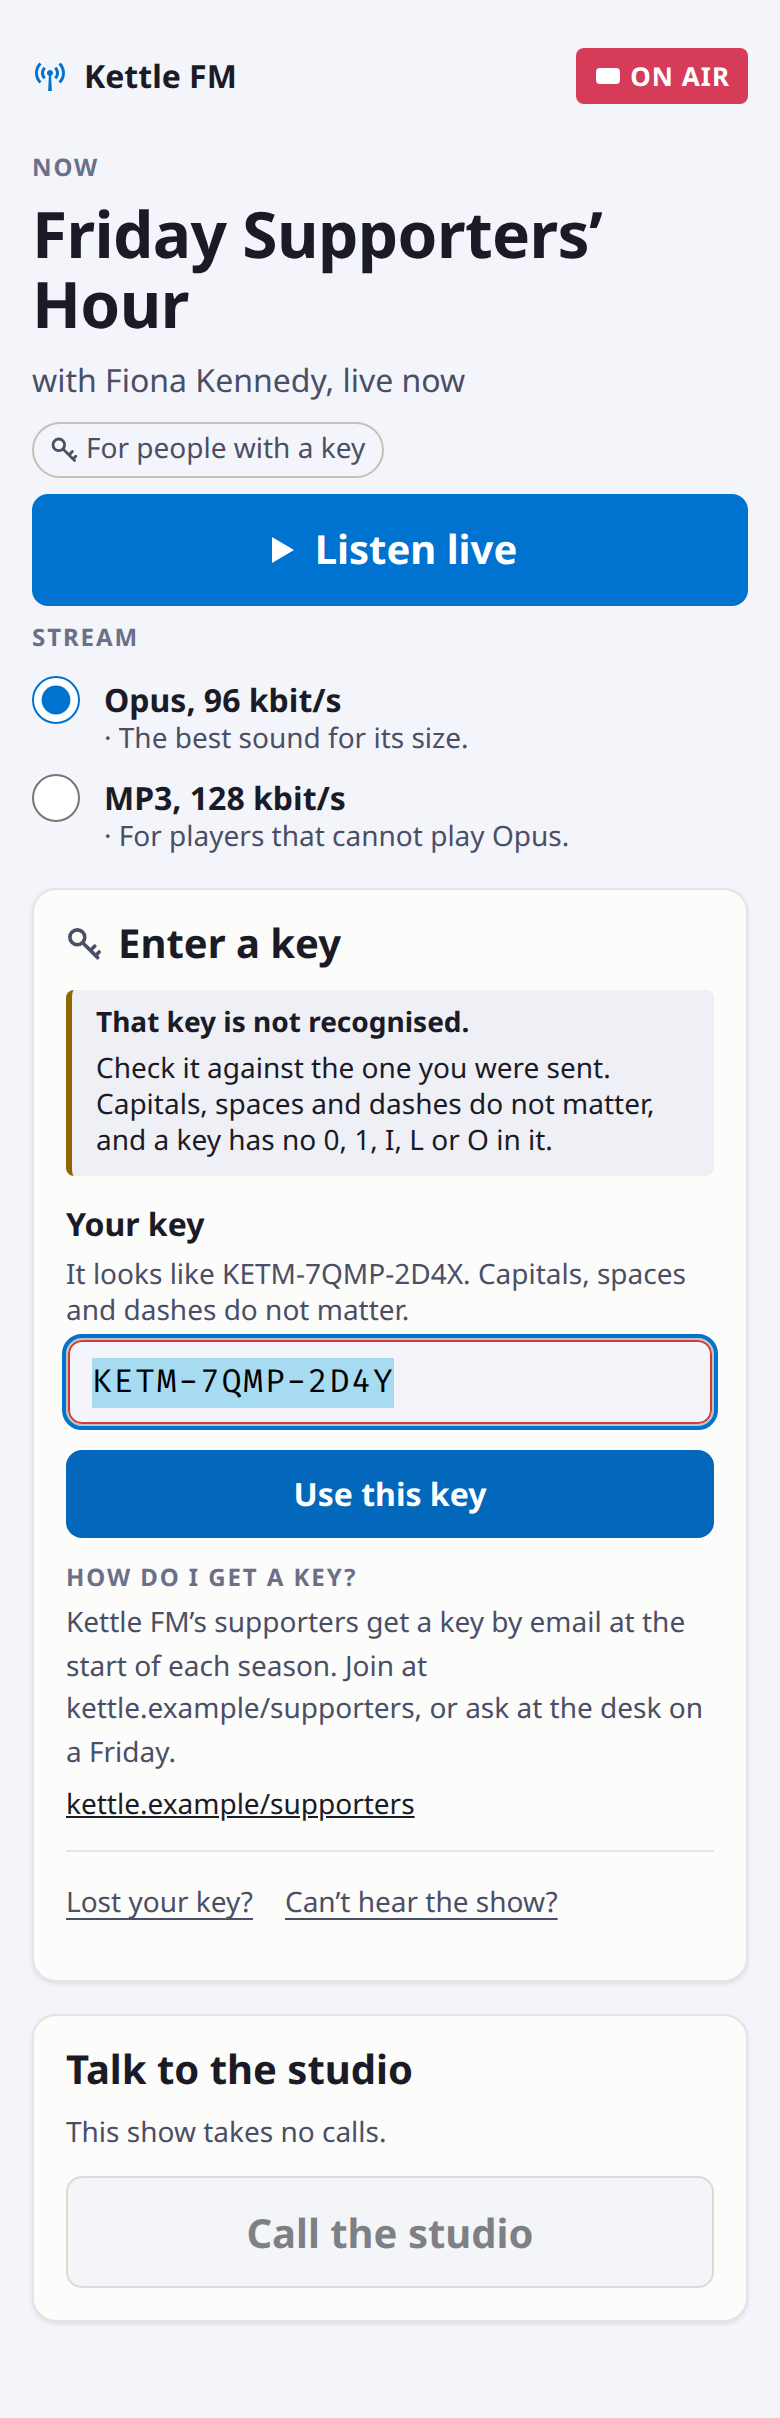 Kettle FM
ON AIR
NOW
Friday Supporters’
Hour
with Fiona Kennedy, live now
For people with a key
Listen live
STREAM
Opus, 96 kbit/s
· The best sound for its size.
MP3, 128 kbit/s
· For players that cannot play Opus.
Enter a key
That key is not recognised.
Check it against the one you were sent.
Capitals, spaces and dashes do not matter,
and a key has no 0, 1, I, L or O in it.
Your key
It looks like KETM-7QMP-2D4X. Capitals, spaces
and dashes do not matter.
KETM-7QMP-2D4Y
Use this key
HOW DO I GET A KEY?
Kettle FM’s supporters get a key by email at the
start of each season. Join at
kettle.example/supporters, or ask at the desk on
a Friday.
kettle.example/supporters
Lost your key? Can’t hear the show?
Talk to the studio
This show takes no calls.
Call the studio